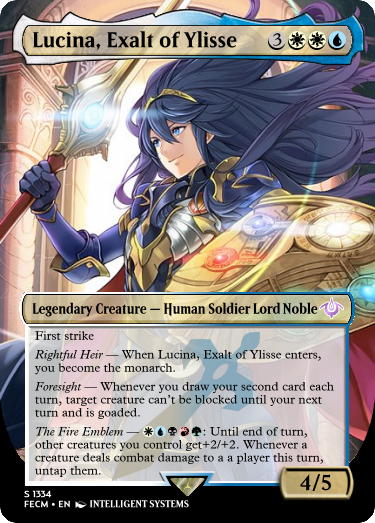 Lucina, Exalt of Ylisse 3
Legendary Creature — Human Soldier Lord Noble
First strike
Rightful Heir — When Lucina, Exalt of Ylisse enters,
you become the monarch.
Foresight — Whenever you draw your second card each
turn, target creature can't be blocked until your next
turn and is goaded.
The Fire Emblem — : Until end of turn,
other creatures you control get+2/+2. Whenever a
creature deals combat damage to a a player this turn,
untap them.
4/5
S 1334
FECM • EN INTELLIGENT SYSTEMS